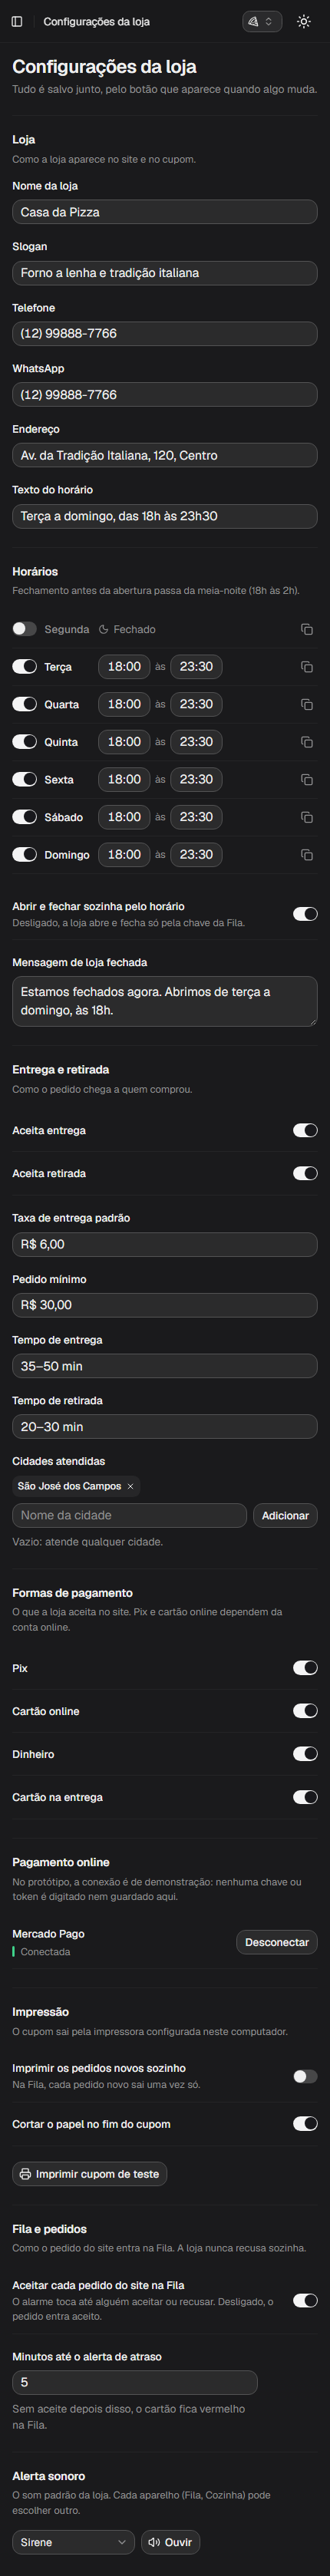 Configurações da loja
Configurações da loja
Tudo é salvo junto, pelo botão que aparece quando algo muda.
Loja
Como a loja aparece no site e no cupom.
Nome da loja
Casa da Pizza
Slogan
Forno a lenha e tradição italiana
Telefone
(12) 99888-7766
WhatsApp
(12) 99888-7766
Endereço
Av. da Tradição Italiana, 120, Centro
Texto do horário
Terça a domingo, das 18h às 23h30
Horários
Fechamento antes da abertura passa da meia-noite (18h às 2h).
Segunda Fechado
Terça 18:00 às 23:30
Quarta 18:00 às 23:30
Quinta 18:00 às 23:30
Sexta 18:00 às 23:30
Sábado 18:00 às 23:30
Domingo 18:00 às 23:30
Abrir e fechar sozinha pelo horário
Desligado, a loja abre e fecha só pela chave da Fila.
Mensagem de loja fechada
Estamos fechados agora. Abrimos de terça a
domingo, às 18h.
Entrega e retirada
Como o pedido chega a quem comprou.
Aceita entrega
Aceita retirada
Taxa de entrega padrão
R$ 6,00
Pedido mínimo
R$ 30,00
Tempo de entrega
35–50 min
Tempo de retirada
20–30 min
Cidades atendidas
São José dos Campos ×
Nome da cidade Adicionar
Vazio: atende qualquer cidade.
Formas de pagamento
O que a loja aceita no site. Pix e cartão online dependem da
conta online.
Pix
Cartão online
Dinheiro
Cartão na entrega
Pagamento online
No protótipo, a conexão é de demonstração: nenhuma chave ou
token é digitado nem guardado aqui.
Mercado Pago
Conectada
Desconectar
Impressão
O cupom sai pela impressora configurada neste computador.
Imprimir os pedidos novos sozinho
Na Fila, cada pedido novo sai uma vez só.
Cortar o papel no fim do cupom
Imprimir cupom de teste
Fila e pedidos
Como o pedido do site entra na Fila. A loja nunca recusa sozinha.
Aceitar cada pedido do site na Fila
O alarme toca até alguém aceitar ou recusar. Desligado, o
pedido entra aceito.
Minutos até o alerta de atraso
5
Sem aceite depois disso, o cartão fica vermelho
na Fila.
Alerta sonoro
O som padrão da loja. Cada aparelho (Fila, Cozinha) pode
escolher outro.
Sirene Ouvir